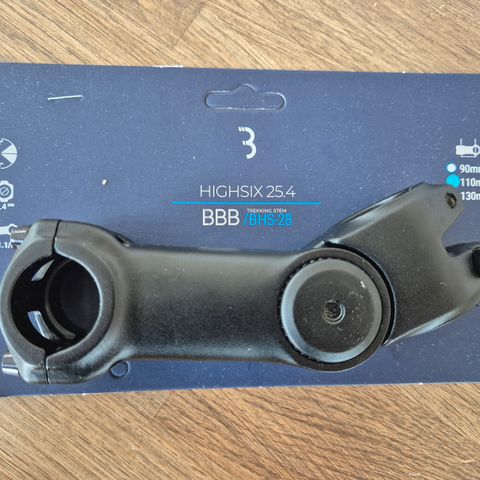 HIGHSIX 25.4
TREKKING STEM
BBB /BHS-28
90mm
110m
130m